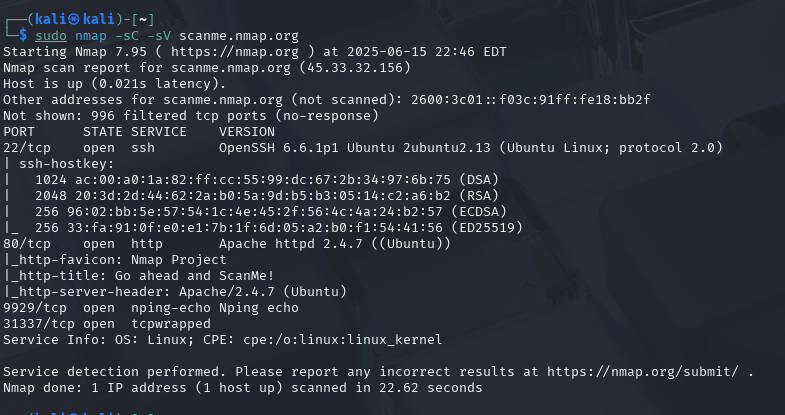 ┌──(kali㉿kali)-[~]
└─$ sudo nmap -sC -sV scanme.nmap.org
Starting Nmap 7.95 ( https://nmap.org ) at 2025-06-15 22:46 EDT
Nmap scan report for scanme.nmap.org (45.33.32.156)
Host is up (0.021s latency).
Other addresses for scanme.nmap.org (not scanned): 2600:3c01::f03c:91ff:fe18:bb2f
Not shown: 996 filtered tcp ports (no-response)
PORT      STATE SERVICE    VERSION
22/tcp    open  ssh        OpenSSH 6.6.1p1 Ubuntu 2ubuntu2.13 (Ubuntu Linux; protocol 2.0)
| ssh-hostkey:
|   1024 ac:00:a0:1a:82:ff:cc:55:99:dc:67:2b:34:97:6b:75 (DSA)
|   2048 20:3d:2d:44:62:2a:b0:5a:9d:b5:b3:05:14:c2:a6:b2 (RSA)
|   256 96:02:bb:5e:57:54:1c:4e:45:2f:56:4c:4a:24:b2:57 (ECDSA)
|_  256 33:fa:91:0f:e0:e1:7b:1f:6d:05:a2:b0:f1:54:41:56 (ED25519)
80/tcp    open  http       Apache httpd 2.4.7 ((Ubuntu))
|_http-favicon: Nmap Project
|_http-title: Go ahead and ScanMe!
|_http-server-header: Apache/2.4.7 (Ubuntu)
9929/tcp  open  nping-echo Nping echo
31337/tcp open  tcpwrapped
Service Info: OS: Linux; CPE: cpe:/o:linux:linux_kernel
Service detection performed. Please report any incorrect results at https://nmap.org/submit/ .
Nmap done: 1 IP address (1 host up) scanned in 22.62 seconds